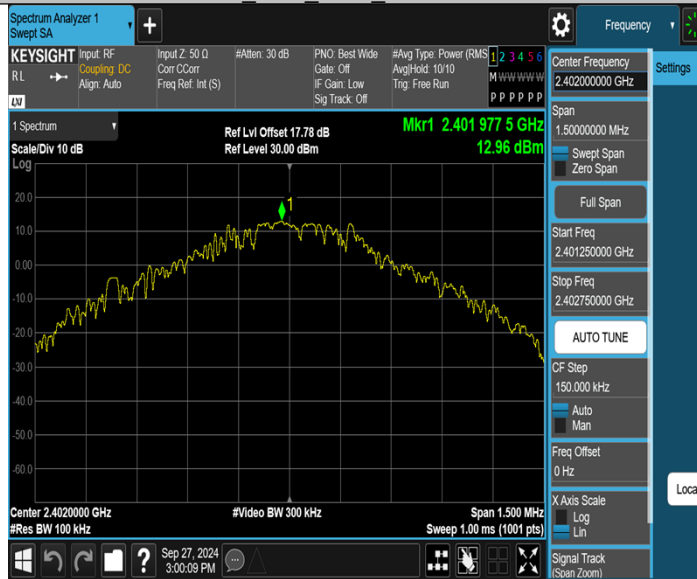 Spectrum Analyzer 1
Swept SA
Frequency
KEYSIGHT
RL
LXI
Input: RF
Coupling: DC
Align: Auto
Input Z: 50 Ω
Corr CCorr
Freq Ref: Int (S)
#Atten: 30 dB
PNO: Best Wide
Gate: Off
IF Gain: Low
Sig Track: Off
#Avg Type: Power (RMS
Avg|Hold: 10/10
Trig: Free Run
1 2 3 4 5 6
M W W W W W
P P P P P P
Center Frequency
2.402000000 GHz
Settings
Span
1.50000000 MHz
Swept Span
Zero Span
Full Span
Start Freq
2.401250000 GHz
Stop Freq
2.402750000 GHz
AUTO TUNE
CF Step
150.000 kHz
Auto
Man
Freq Offset
0 Hz
X Axis Scale
Log
Lin
Signal Track
(Span Zoom)
Loca
1 Spectrum
Scale/Div 10 dB
Log
Ref Lvl Offset 17.78 dB
Ref Level 30.00 dBm
Mkr1 2.401 977 5 GHz
12.96 dBm
1
20.0
10.0
0.00
-10.0
-20.0
-30.0
-40.0
-50.0
-60.0
Center 2.4020000 GHz
#Res BW 100 kHz
#Video BW 300 kHz
Span 1.500 MHz
Sweep 1.00 ms (1001 pts)
?
Sep 27, 2024
3:00:09 PM